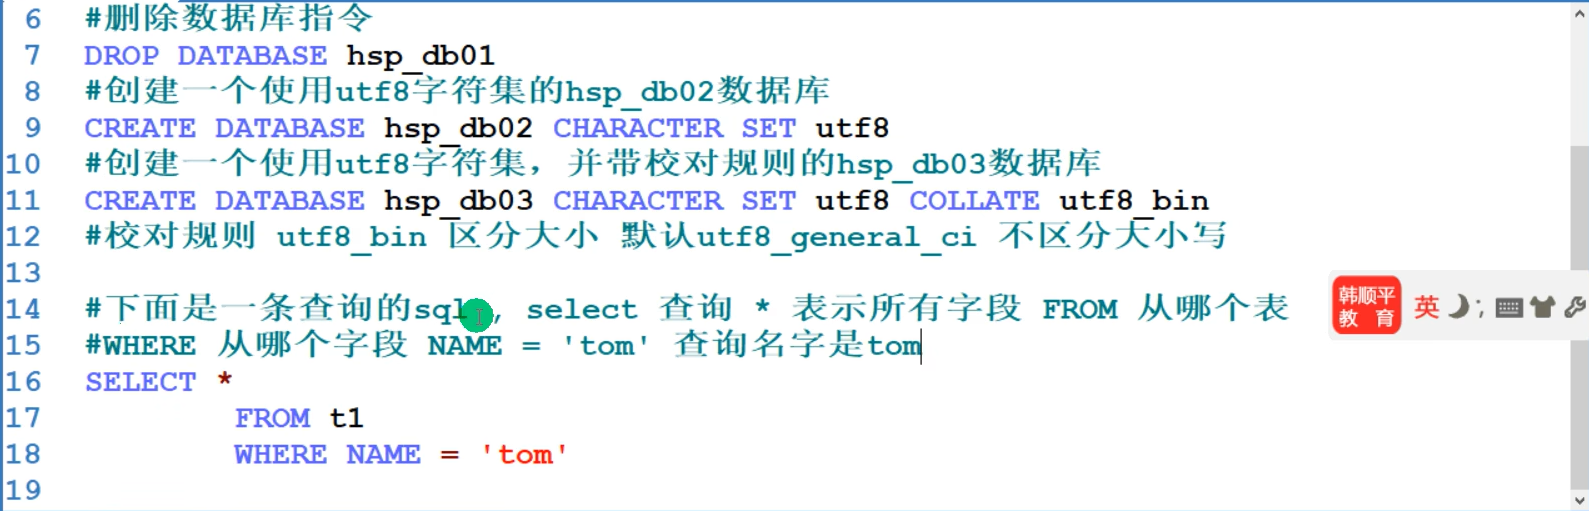 6 #删除数据库指令
7 DROP DATABASE hsp_db01
8 #创建一个使用utf8字符集的hsp_db02数据库
9 CREATE DATABASE hsp_db02 CHARACTER SET utf8
10 #创建一个使用utf8字符集，并带校对规则的hsp_db03数据库
11 CREATE DATABASE hsp_db03 CHARACTER SET utf8 COLLATE utf8_bin
12 #校对规则 utf8_bin 区分大小 默认utf8_general_ci 不区分大小写
13
14 #下面是一条查询的sql, select 查询 * 表示所有字段 FROM 从哪个表
15 #WHERE 从哪个字段 NAME = 'tom' 查询名字是tom
16 SELECT *
17 FROM t1
18 WHERE NAME = 'tom'
19
韩顺平
教 育
英 ;